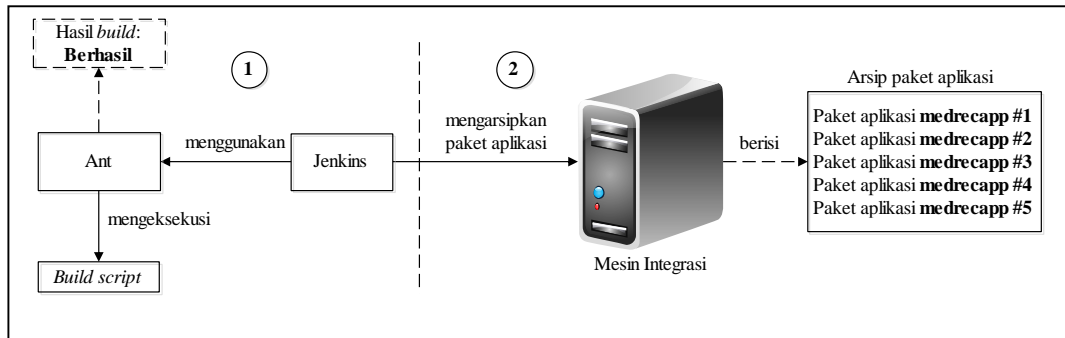 Hasil build:
Berhasil
1
2
Arsip paket aplikasi
mengarsipkan
paket aplikasi
menggunakan
berisi
Ant
Jenkins
Paket aplikasi medrecapp #1
Paket aplikasi medrecapp #2
Paket aplikasi medrecapp #3
Paket aplikasi medrecapp #4
Paket aplikasi medrecapp #5
mengeksekusi
Build script
Mesin Integrasi